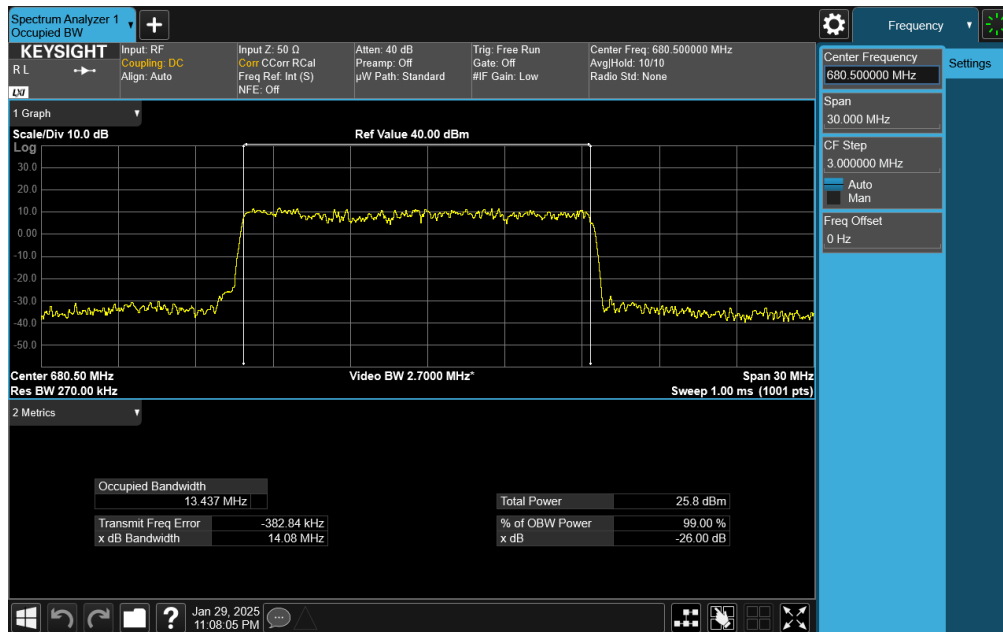 Spectrum Analyzer 1
Occupied BW
Frequency
KEYSIGHT
R L
LXI
Input: RF
Coupling: DC
Align: Auto
Input Z: 50 Ω
Corr CCorr RCal
Freq Ref: Int (S)
NFE: Off
Atten: 40 dB
Preamp: Off
µW Path: Standard
Trig: Free Run
Gate: Off
#IF Gain: Low
Center Freq: 680.500000 MHz
Avg|Hold: 10/10
Radio Std: None
Center Frequency
680.500000 MHz
Settings
Span
30.000 MHz
CF Step
3.000000 MHz
Auto
Man
Freq Offset
0 Hz
1 Graph
Scale/Div 10.0 dB
Ref Value 40.00 dBm
Log
30.0
20.0
10.0
0.00
-10.0
-20.0
-30.0
-40.0
-50.0
Center 680.50 MHz
Video BW 2.7000 MHz*
Span 30 MHz
Res BW 270.00 kHz
Sweep 1.00 ms (1001 pts)
2 Metrics
Occupied Bandwidth
13.437 MHz
Total Power 25.8 dBm
Transmit Freq Error -382.84 kHz
% of OBW Power 99.00 %
x dB Bandwidth 14.08 MHz
x dB -26.00 dB
Jan 29, 2025
11:08:05 PM